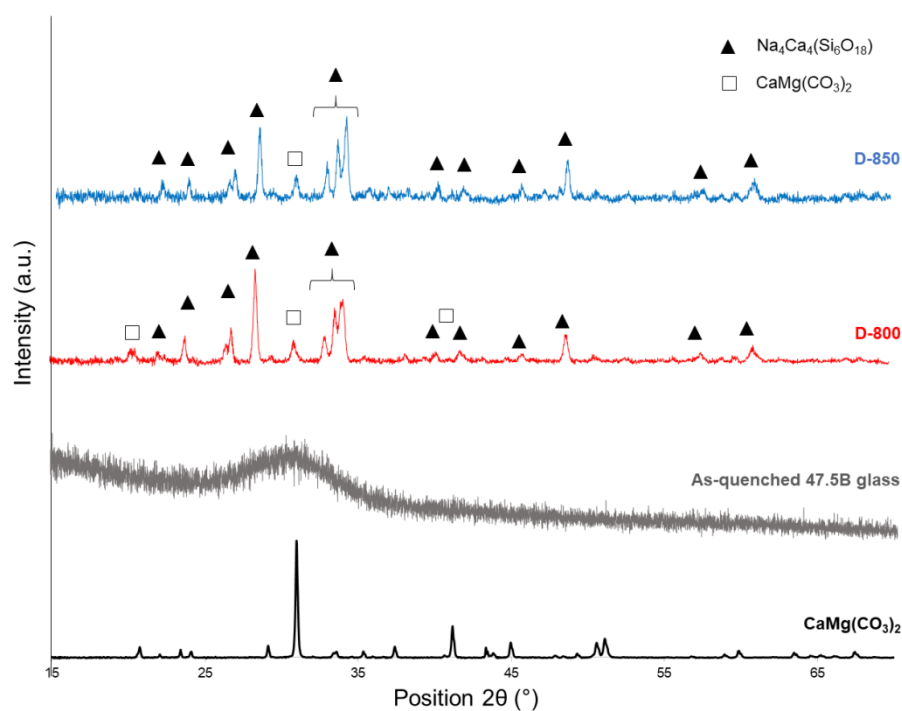 Na₄Ca₄(Si₆O₁₈)
CaMg(CO₃)₂
D-850
D-800
As-quenched 47.5B glass
CaMg(CO₃)₂
Intensity (a.u.)
15 25 35 45 55 65
Position 2θ (°)